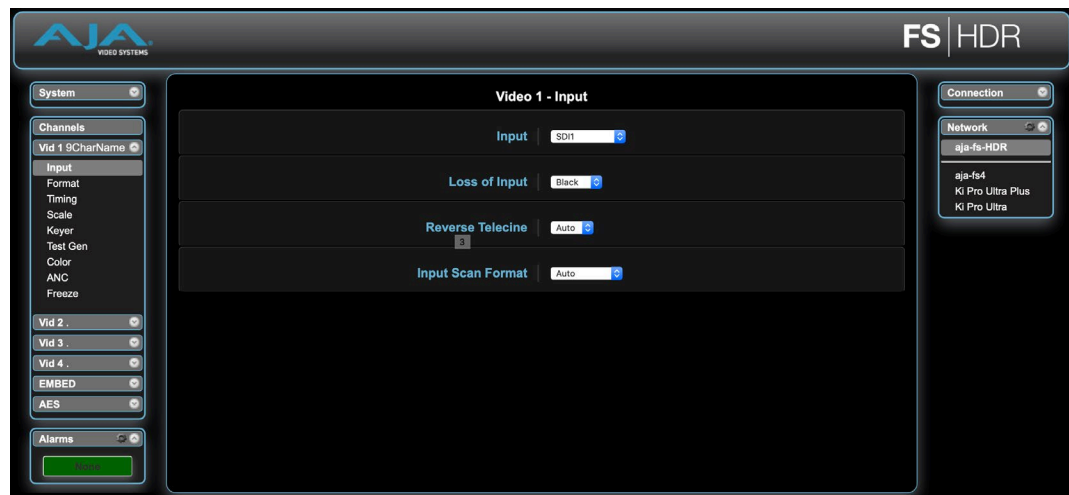 AJA
VIDEO SYSTEMS
FS HDR
System
Channels
Vid 1 9CharName
Input
Format
Timing
Scale
Keyer
Test Gen
Color
ANC
Freeze
Vid 2 .
Vid 3 .
Vid 4 .
EMBED
AES
Alarms
None
Video 1 - Input
Input SDI1
Loss of Input Black
Reverse Telecine Auto
3
Input Scan Format Auto
Connection
Network
aja-fs-HDR
aja-fs4
Ki Pro Ultra Plus
Ki Pro Ultra